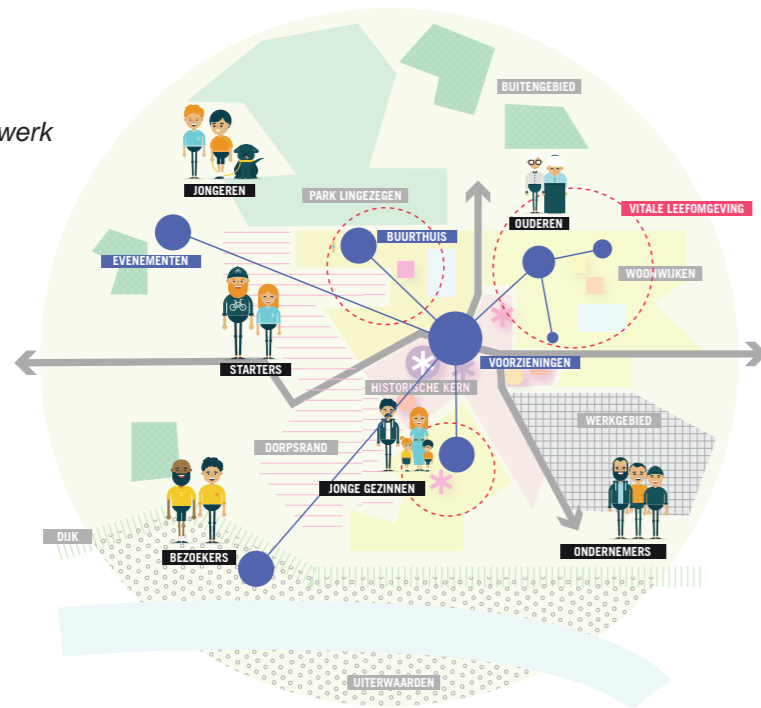 BUITENGEBIED
werk
JONGEREN
PARK LINGEZEGEN
OUDEREN
VITALE LEEFOMGEVING
BUURTHUIS
EVENEMENTEN
WOONWIJKEN
STARTERS
VOORZIENINGEN
HISTORISCHE KERN
WERKGEBIED
DORPSRAND
JONGE GEZINNEN
DIJK
BEZOEKERS
ONDERNEMERS
UITERWAARDEN